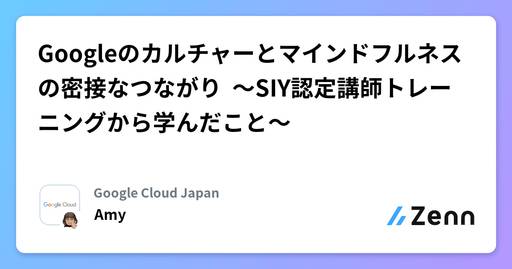 Googleのカルチャーとマインドフルネス
の密接なつながり ～SIY認定講師トレー
ニングから学んだこと～
Google Cloud
Google Cloud Japan
Amy
Zenn